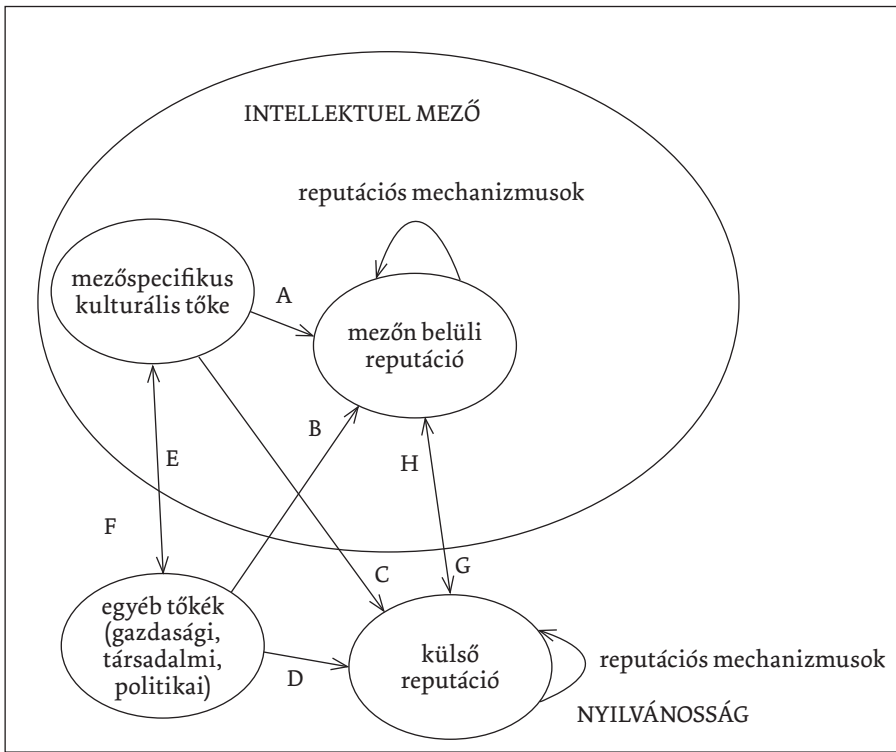 INTELLEKTUEL MEZŐ
reputációs mechanizmusok
mezőspecifikus
kulturális tőke
A
mezőn belüli
reputáció
B
E
H
F
C
G
egyéb tőkék
(gazdasági,
társadalmi,
politikai)
D
külső
reputáció
reputációs mechanizmusok
NYILVÁNOSSÁG